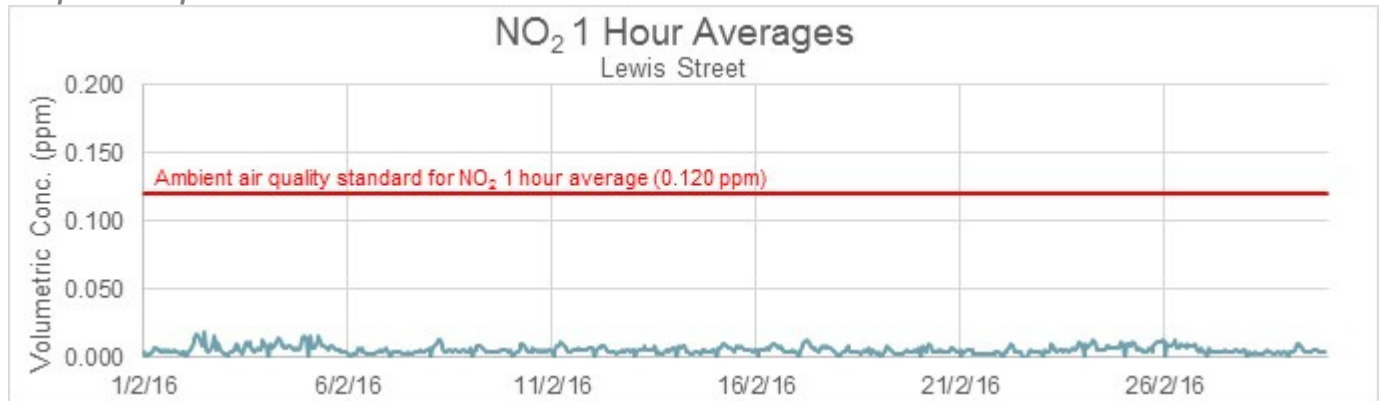 NO₂ 1 Hour Averages
Lewis Street
Volumetric Conc. (ppm)
0.200
0.150
Ambient air quality standard for NO₂ 1 hour average (0.120 ppm)
0.100
0.050
0.000
1/2/16 6/2/16 11/2/16 16/2/16 21/2/16 26/2/16